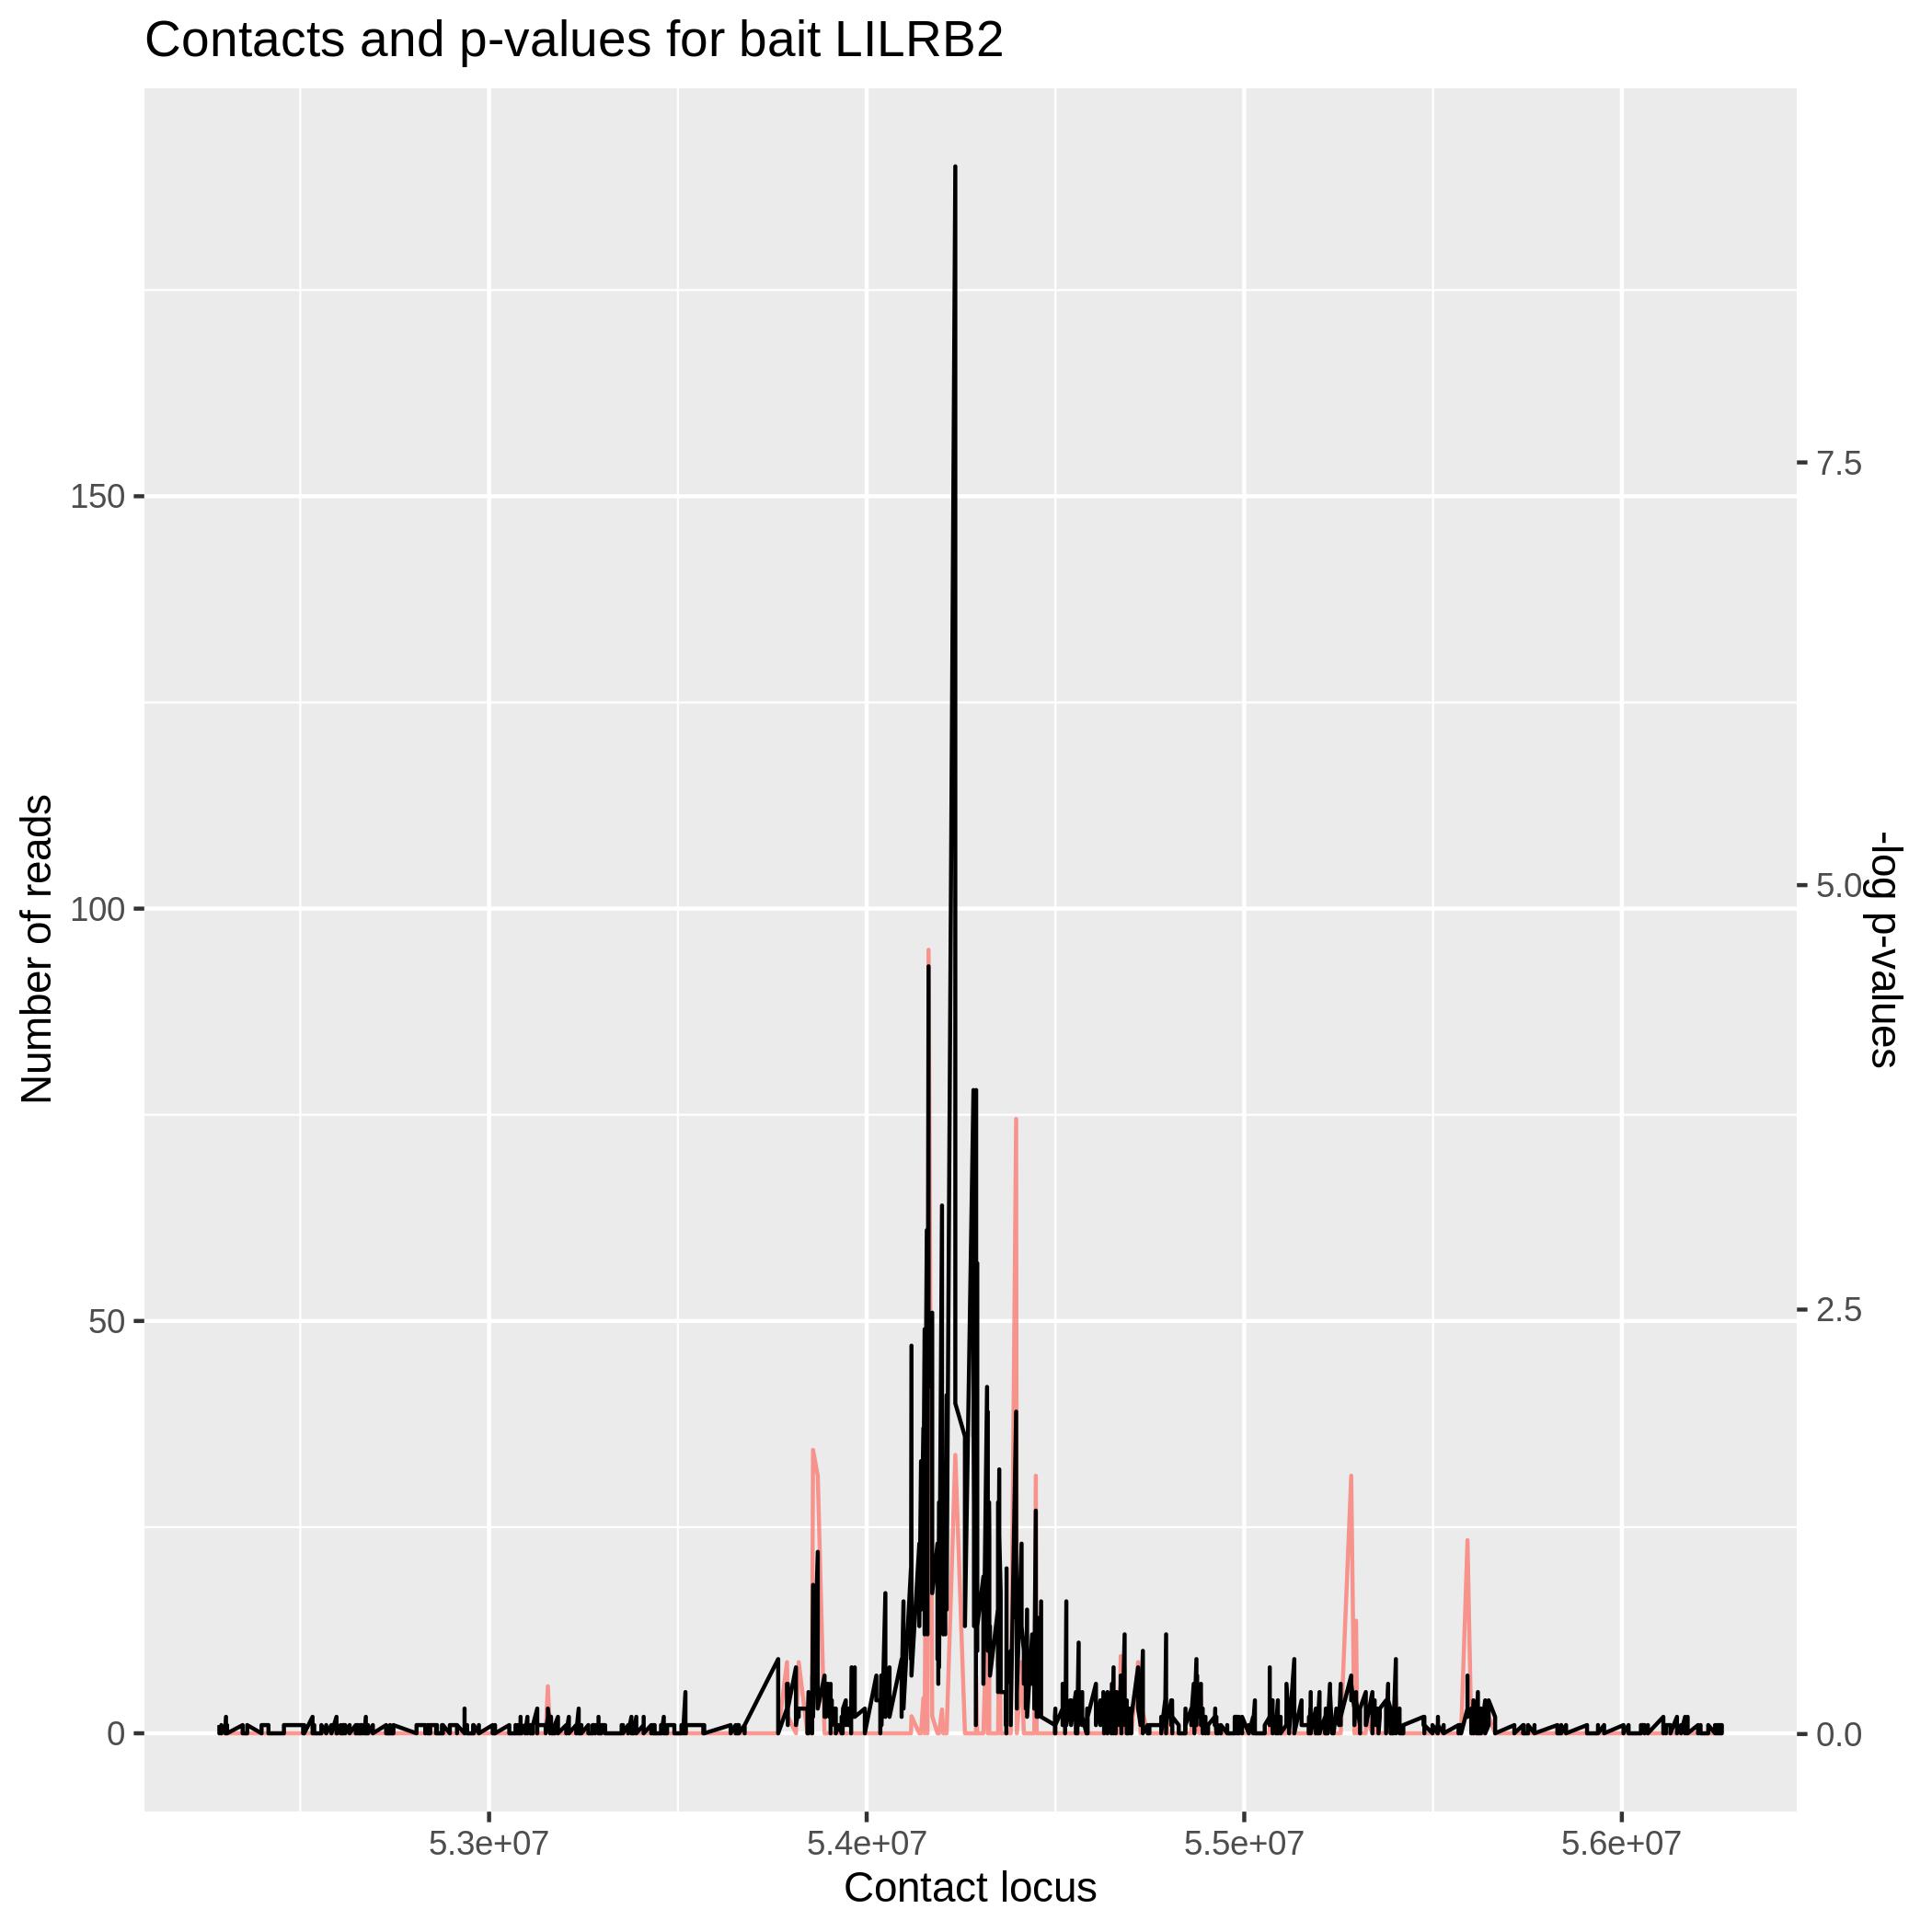 Contacts and p-values for bait LILRB2
Number of reads
150
100
50
0
7.5
5.0
2.5
0.0
-log p-values
5.3e+07
5.4e+07
5.5e+07
5.6e+07
Contact locus